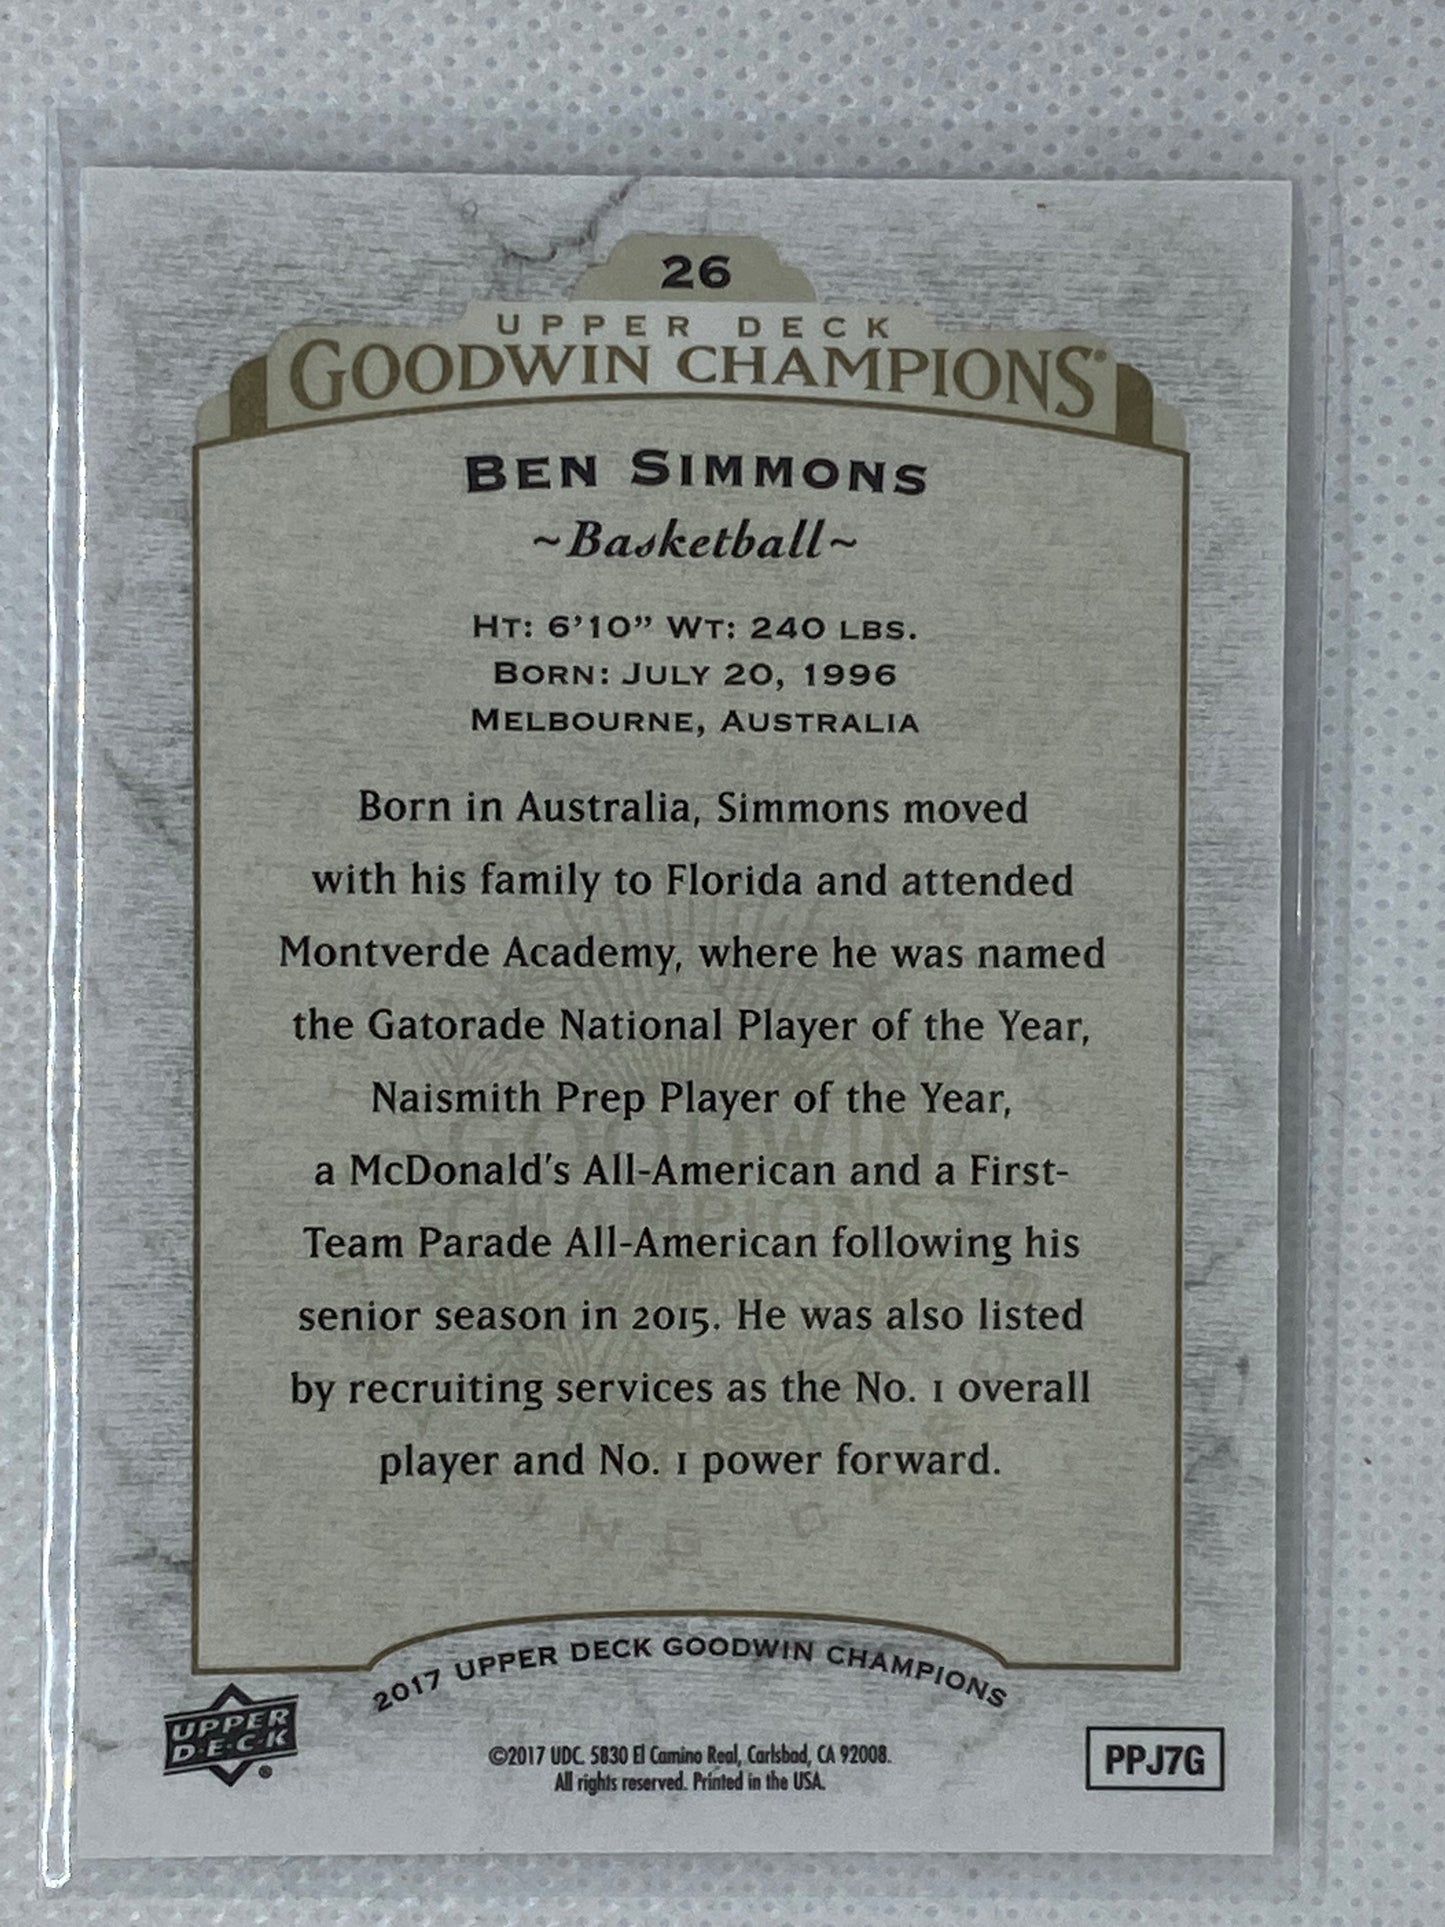 26
UPPER DECK
GOODWIN CHAMPIONS®
BEN SIMMONS
~Basketball~
HT: 6'10" WT: 240 LBS.
BORN: JULY 20, 1996
MELBOURNE, AUSTRALIA
Born in Australia, Simmons moved
with his family to Florida and attended
Montverde Academy, where he was named
the Gatorade National Player of the Year,
Naismith Prep Player of the Year,
a McDonald's All-American and a First-
Team Parade All-American following his
senior season in 2015. He was also listed
by recruiting services as the No. 1 overall
player and No. 1 power forward.
GOODWIN
CHAMPIONS
2017 UPPER DECK GOODWIN CHAMPIONS
UPPER
D·E·C·K®
©2017 UDC. 5830 El Camino Real, Carlsbad, CA 92008.
All rights reserved. Printed in the USA.
PPJ7G